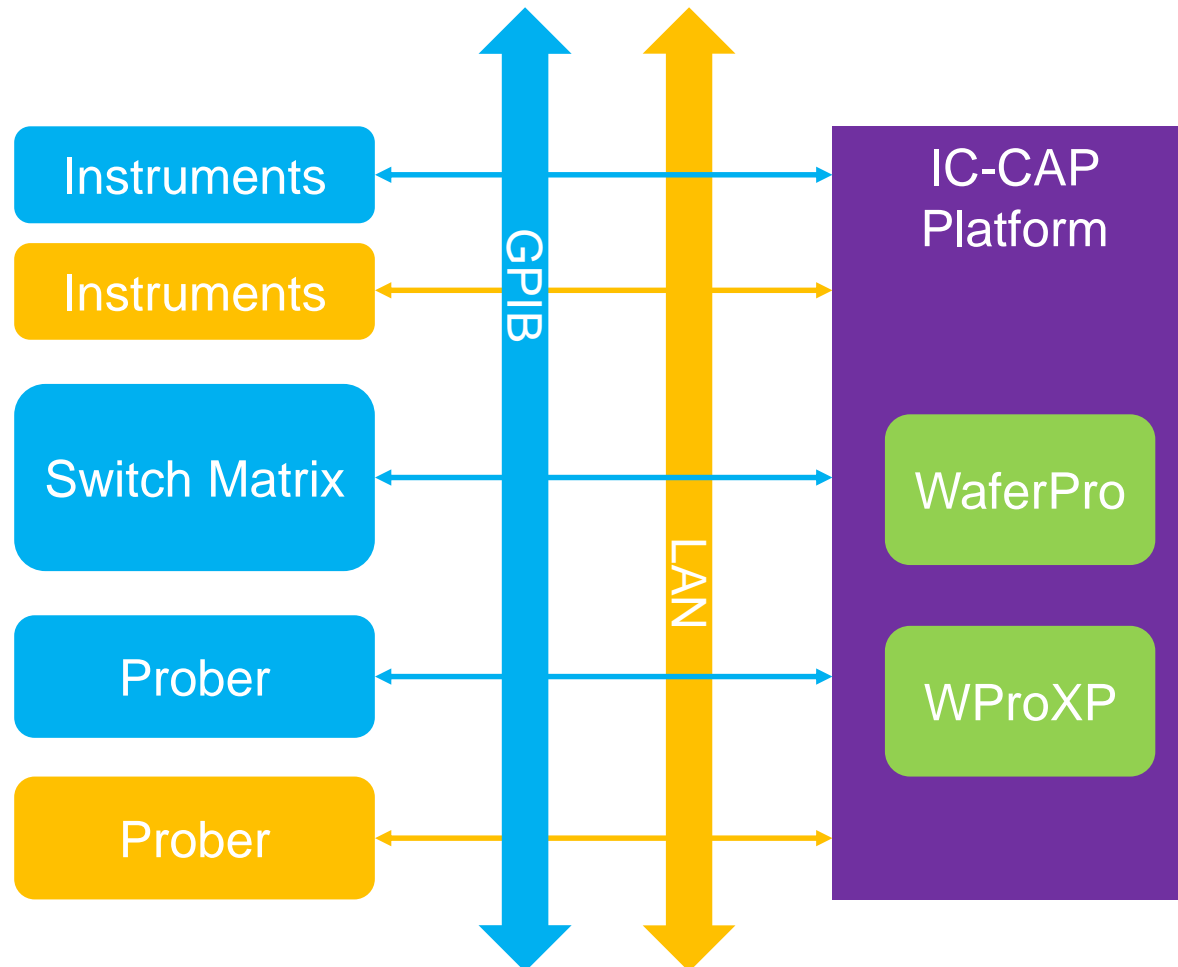 Instruments
Instruments
Switch Matrix
Prober
Prober
GPIB
LAN
IC-CAP
Platform
WaferPro
WProXP